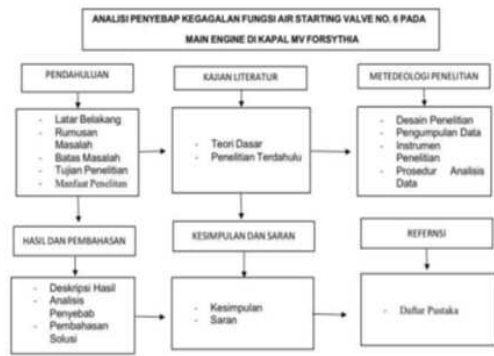 ANALISI PENYEBAP KEGAGALAN FUNGSI AIR STARTING VALVE NO. 6 PADA
MAIN ENGINE DI KAPAL MV FORSYTHIA
PENDAHULUAN
- Latar Belakang
- Rumusan
Masalah
- Batas Masalah
- Tujian Penelitian
- Manfaat Penelitan
KAJIAN LITERATUR
- Teori Dasar
- Penelitian Terdahulu
METEDEOLOGI PENELITIAN
- Desain Penelitian
- Pengumpulan Data
- Instrumen
Penelitian
- Prosedur Analisis
Data
HASIL DAN PEMBAHASAN
- Deskripsi Hasil
- Analisis
Penyebab
- Pembahasan
Solusi
KESIMPULAN DAN SARAN
- Kesimpulan
- Saran
REFERNSI
- Daftar Pustaka